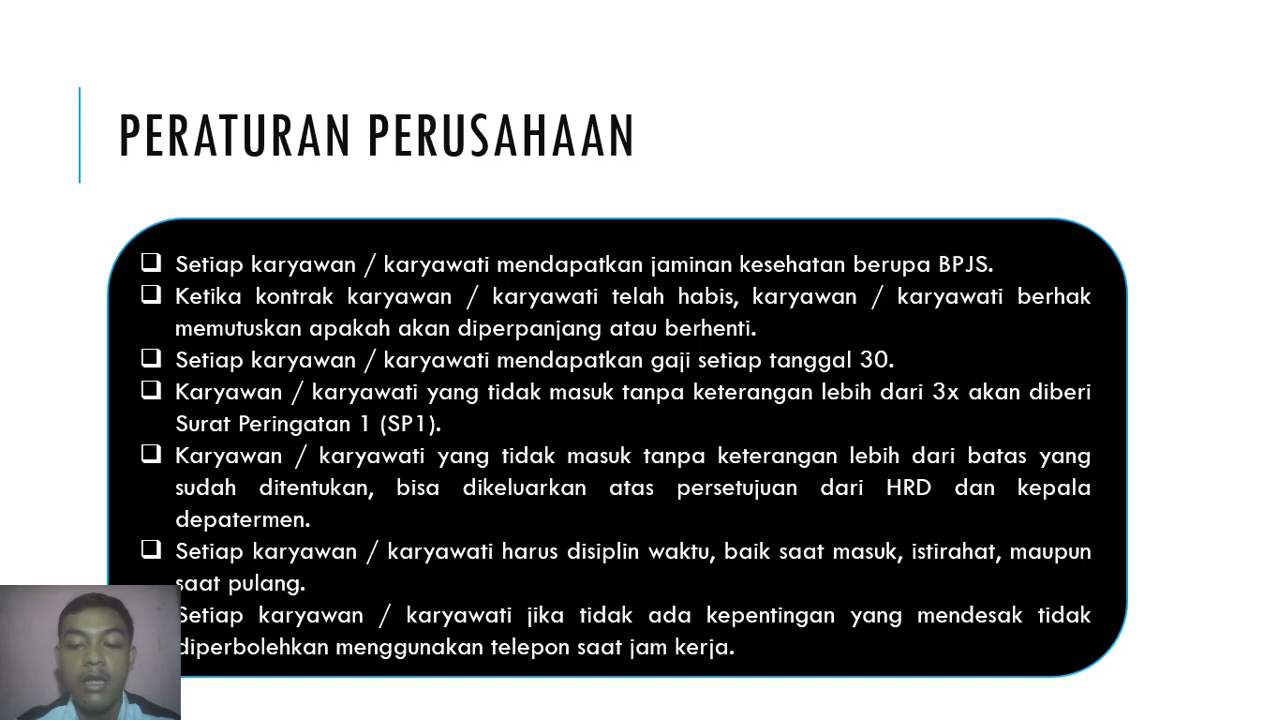 PERATURAN PERUSAHAAN
Setiap karyawan / karyawati mendapatkan jaminan kesehatan berupa BPJS.
Ketika kontrak karyawan / karyawati telah habis, karyawan / karyawati berhak
memutuskan apakah akan diperpanjang atau berhenti.
Setiap karyawan / karyawati mendapatkan gaji setiap tanggal 30.
Karyawan / karyawati yang tidak masuk tanpa keterangan lebih dari 3x akan diberi
Surat Peringatan 1 (SP1).
Karyawan / karyawati yang tidak masuk tanpa keterangan lebih dari batas yang
sudah ditentukan, bisa dikeluarkan atas persetujuan dari HRD dan kepala
depatermen.
Setiap karyawan / karyawati harus disiplin waktu, baik saat masuk, istirahat, maupun
saat pulang.
Setiap karyawan / karyawati jika tidak ada kepentingan yang mendesak tidak
diperbolehkan menggunakan telepon saat jam kerja.